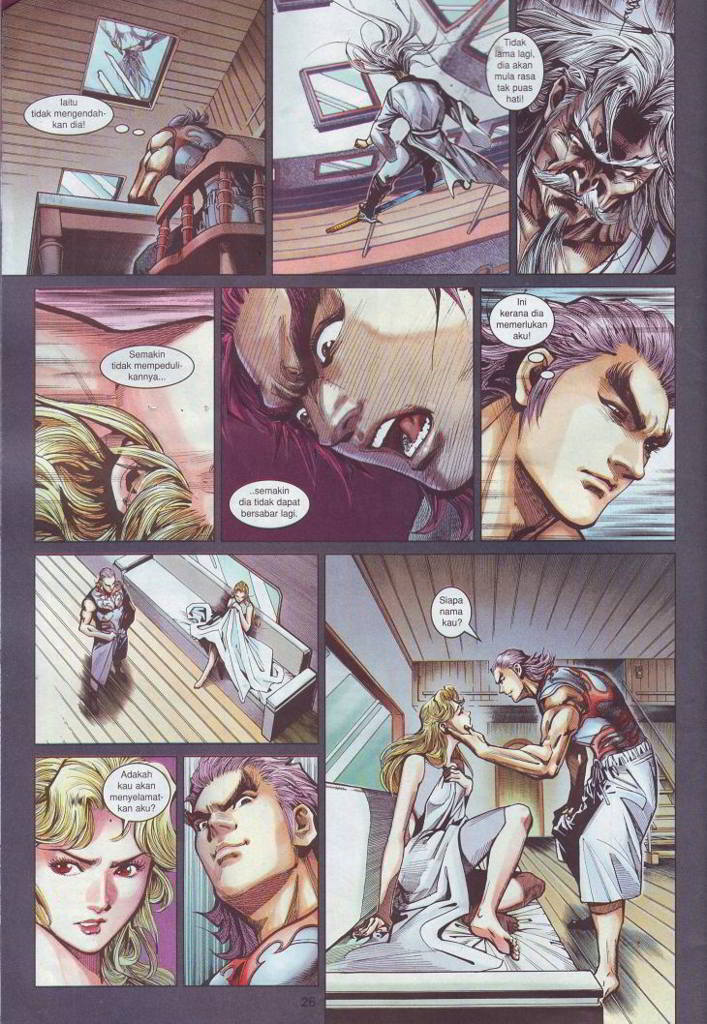 Iaitu
tidak mengendah-
kan dia!
Tidak
lama lagi,
dia akan
mula rasa
tak puas
hati!
Semakin
tidak mempeduli-
kannya...
..semakin
dia tidak dapat
bersabar lagi.
Ini
kerana dia
memerlukan
aku!
Siapa
nama
kau?
Adakah
kau akan
menyelamat-
kan aku?
26